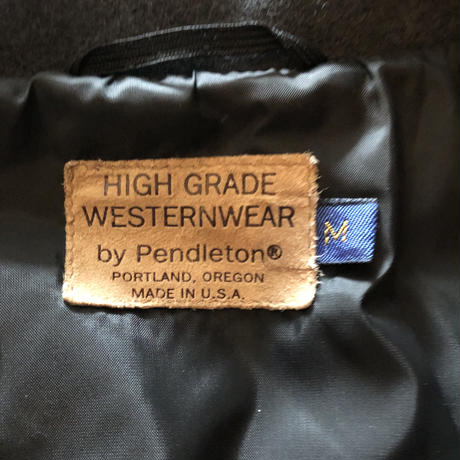 HIGH GRADE
WESTERNWEAR
by Pendleton®
PORTLAND, OREGON
MADE IN U.S.A.
M